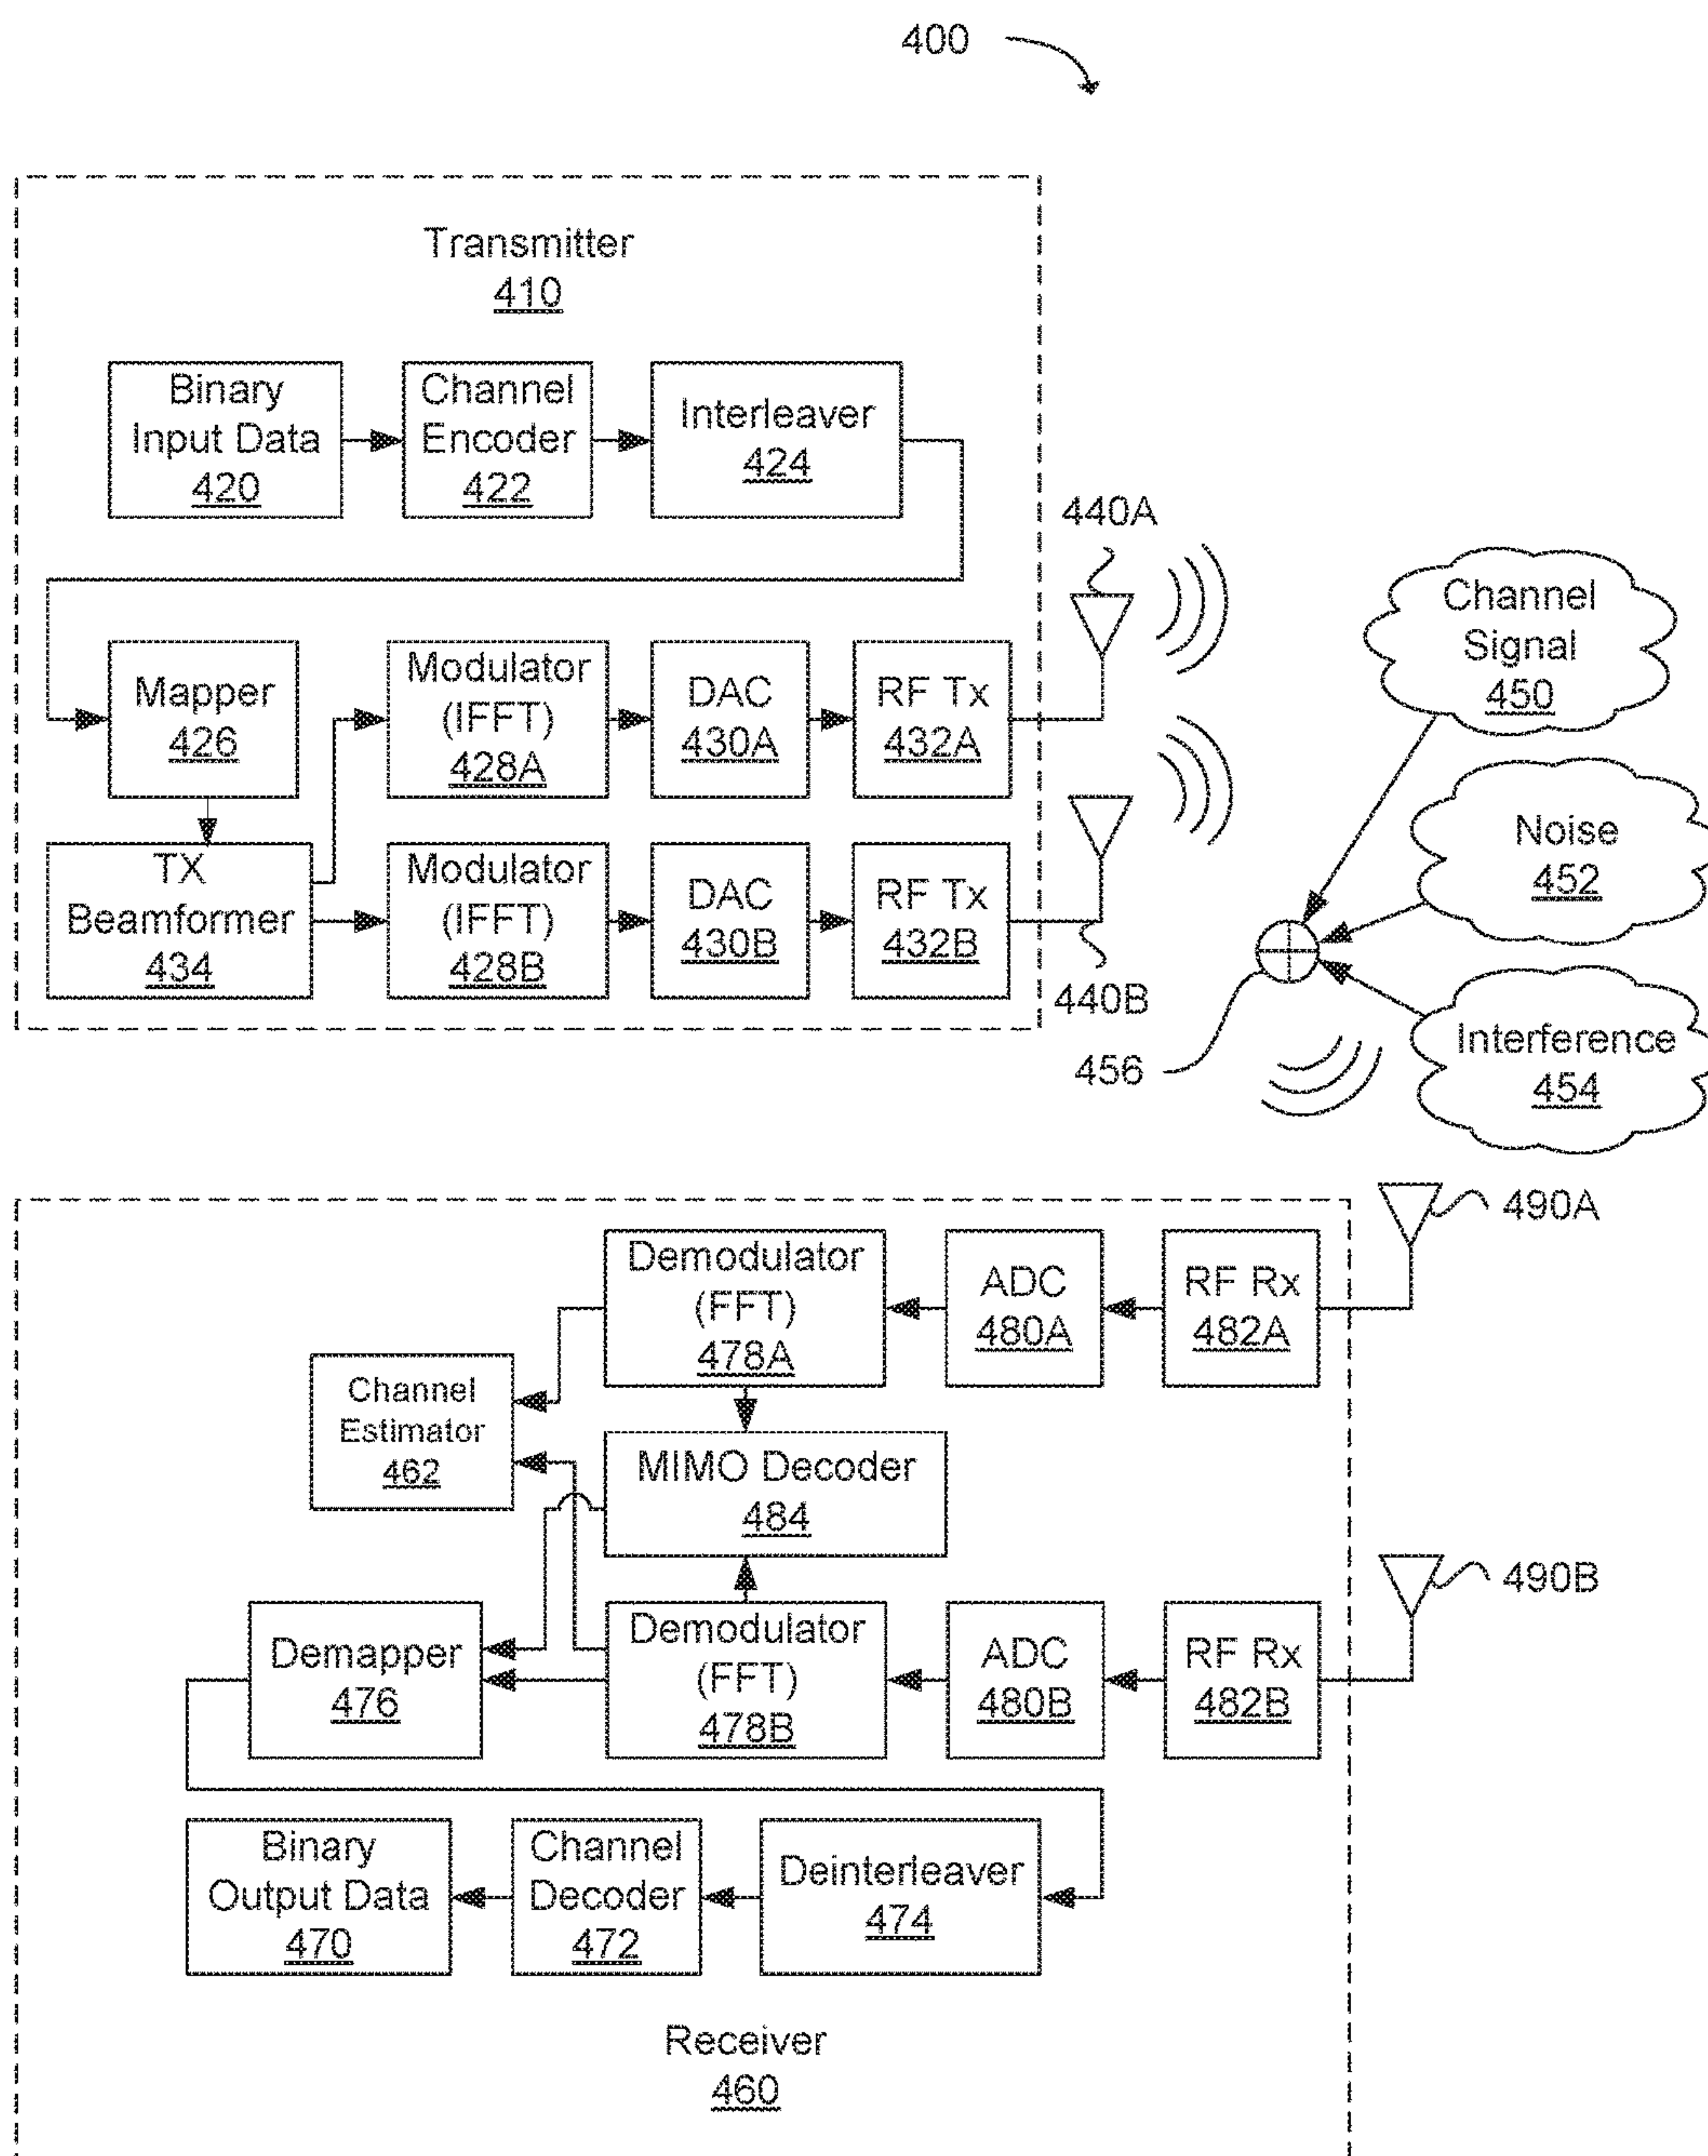 400
Transmitter
410
Binary
Input Data
420
Channel
Encoder
422
Interleaver
424
440A
Mapper
426
Modulator
(IFFT)
428A
DAC
430A
RF Tx
432A
TX
Beamformer
434
Modulator
(IFFT)
428B
DAC
430B
RF Tx
432B
440B
Channel
Signal
450
Noise
452
Interference
454
456
490A
Demodulator
(FFT)
478A
ADC
480A
RF Rx
482A
Channel
Estimator
462
MIMO Decoder
484
490B
Demapper
476
Demodulator
(FFT)
478B
ADC
480B
RF Rx
482B
Binary
Output Data
470
Channel
Decoder
472
Deinterleaver
474
Receiver
460